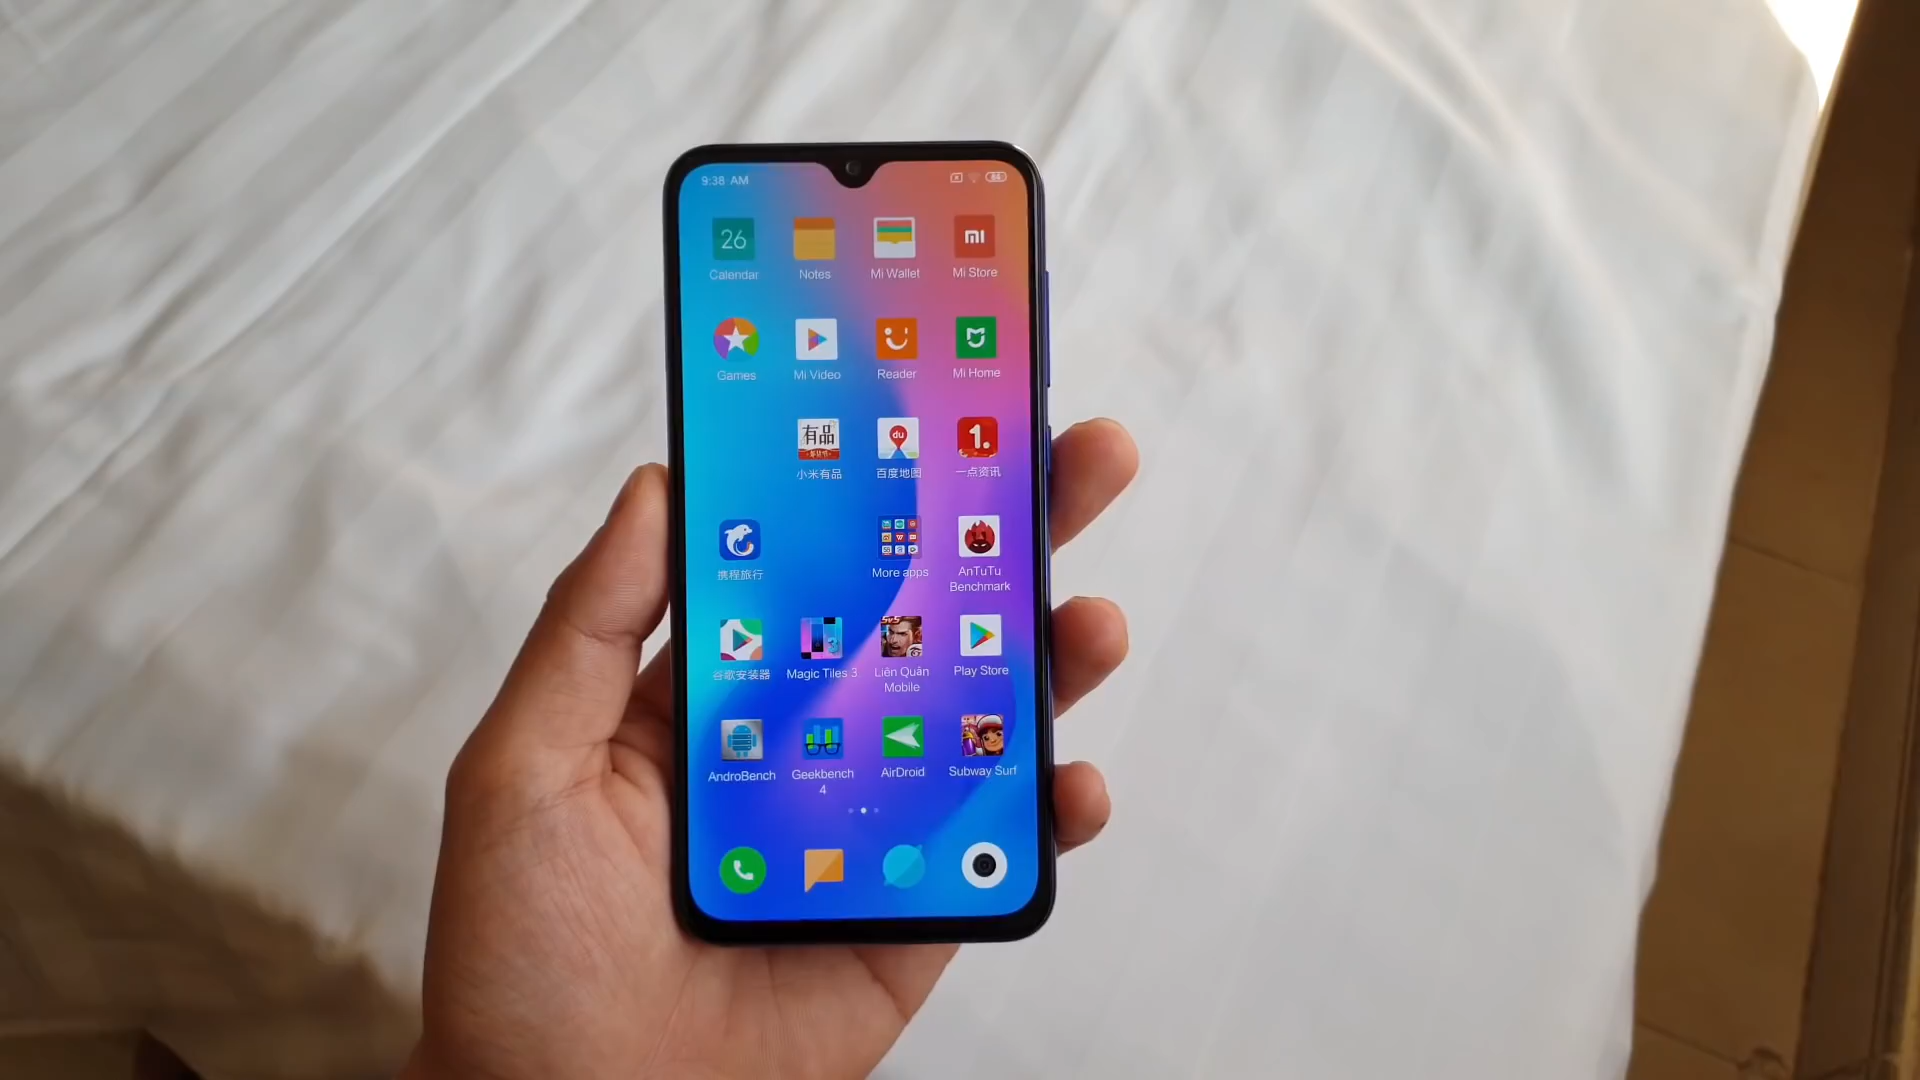 9:38 AM
26
mi
Calendar
Notes
Mi Wallet
Mi Store
Games
Mi Video
Reader
Mi Home
有品
du
1.
小米有品
百度地图
一点资讯
携程旅行
More apps
AnTuTu
Benchmark
5v5
3
谷歌安装器
Magic Tiles 3
Liên Quân
Mobile
Play Store
AndroBench
Geekbench
4
AirDroid
Subway Surf